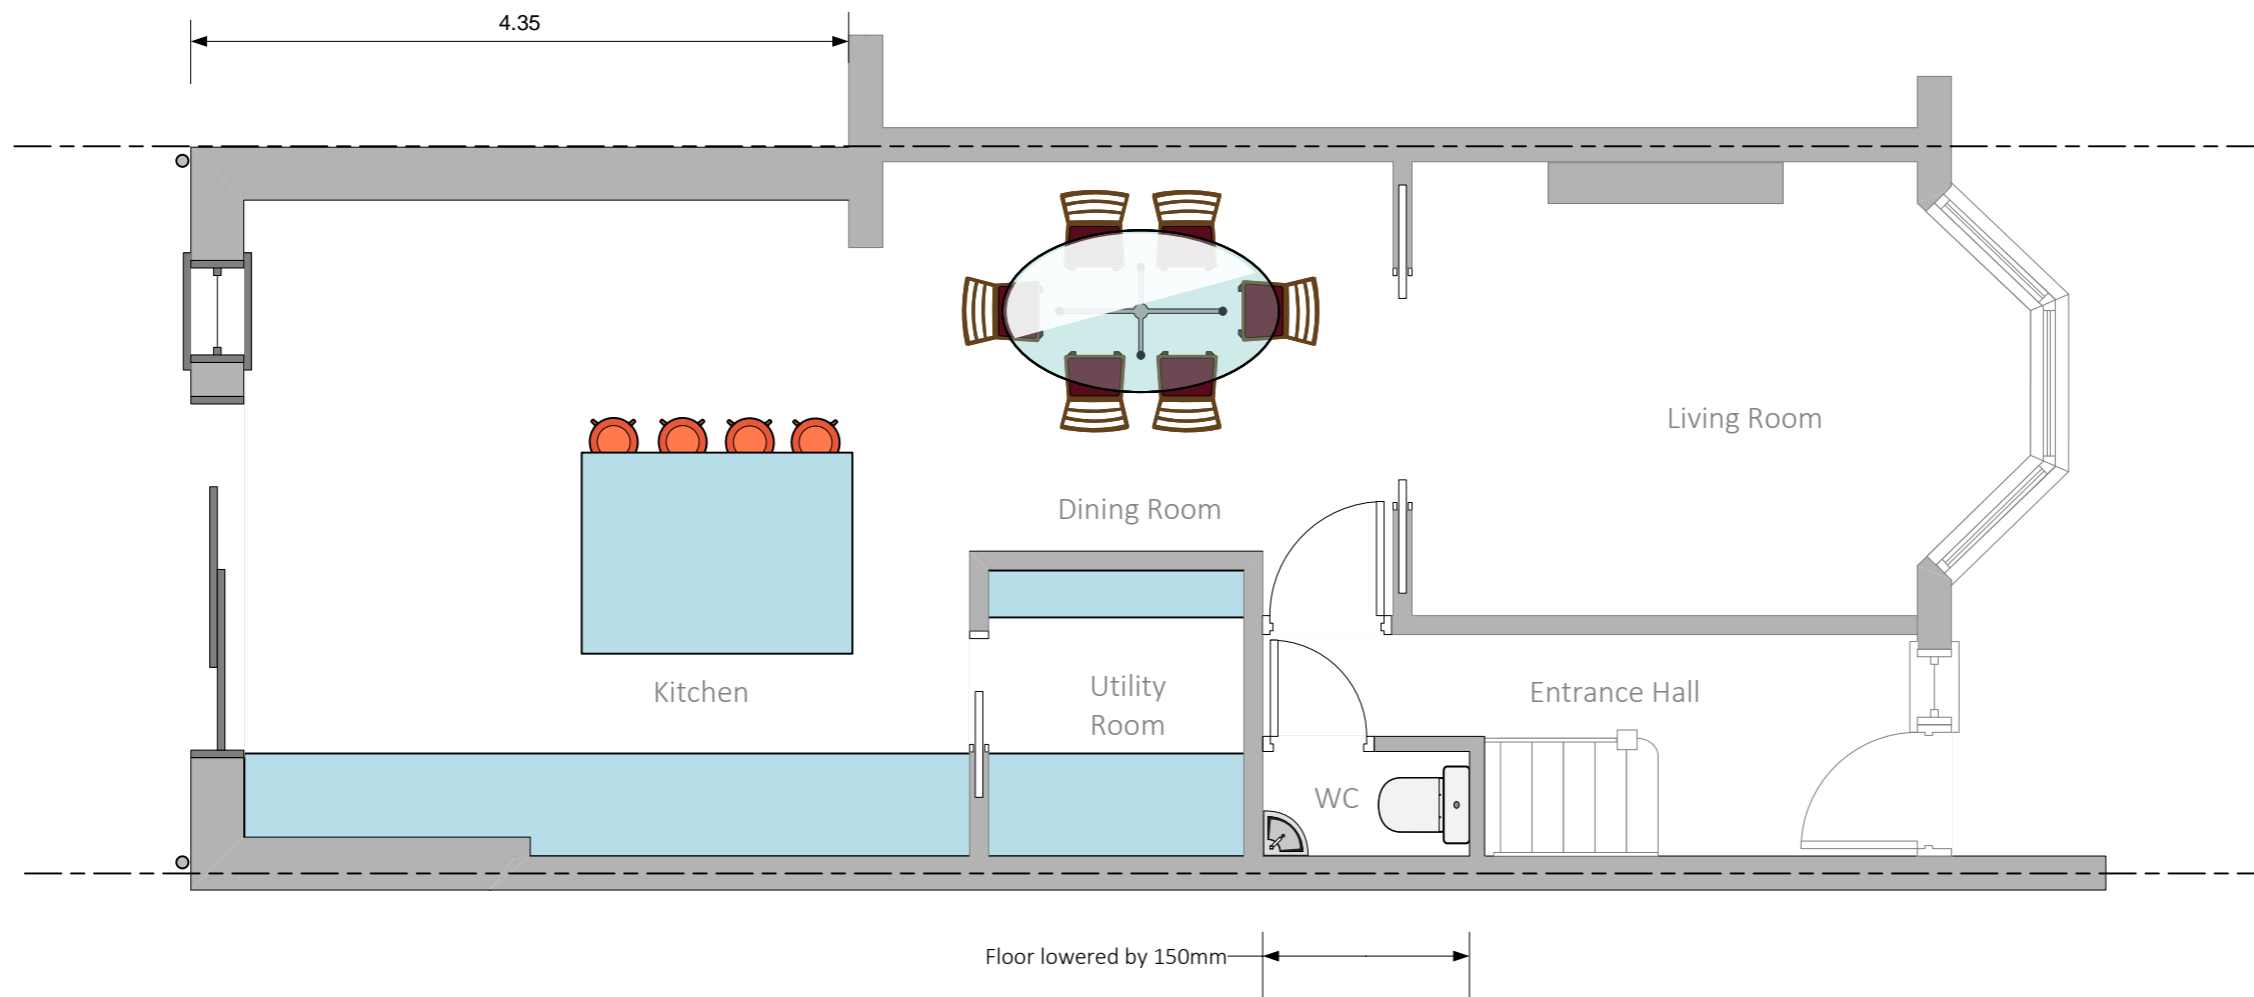 4.35
Living Room
Dining Room
Kitchen
Utility
Room
Entrance Hall
WC
Floor lowered by 150mm